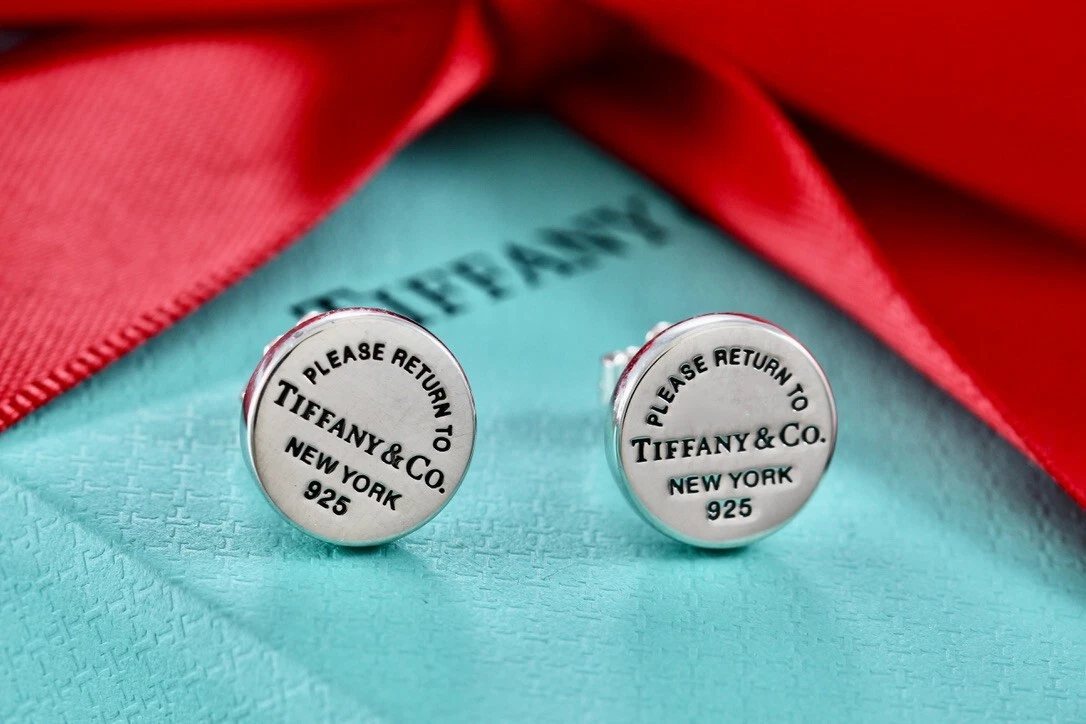 TIFFANY
PLEASE RETURN TO
TIFFANY & CO.
NEW YORK
925
PLEASE RETURN TO
TIFFANY & CO.
NEW YORK
925